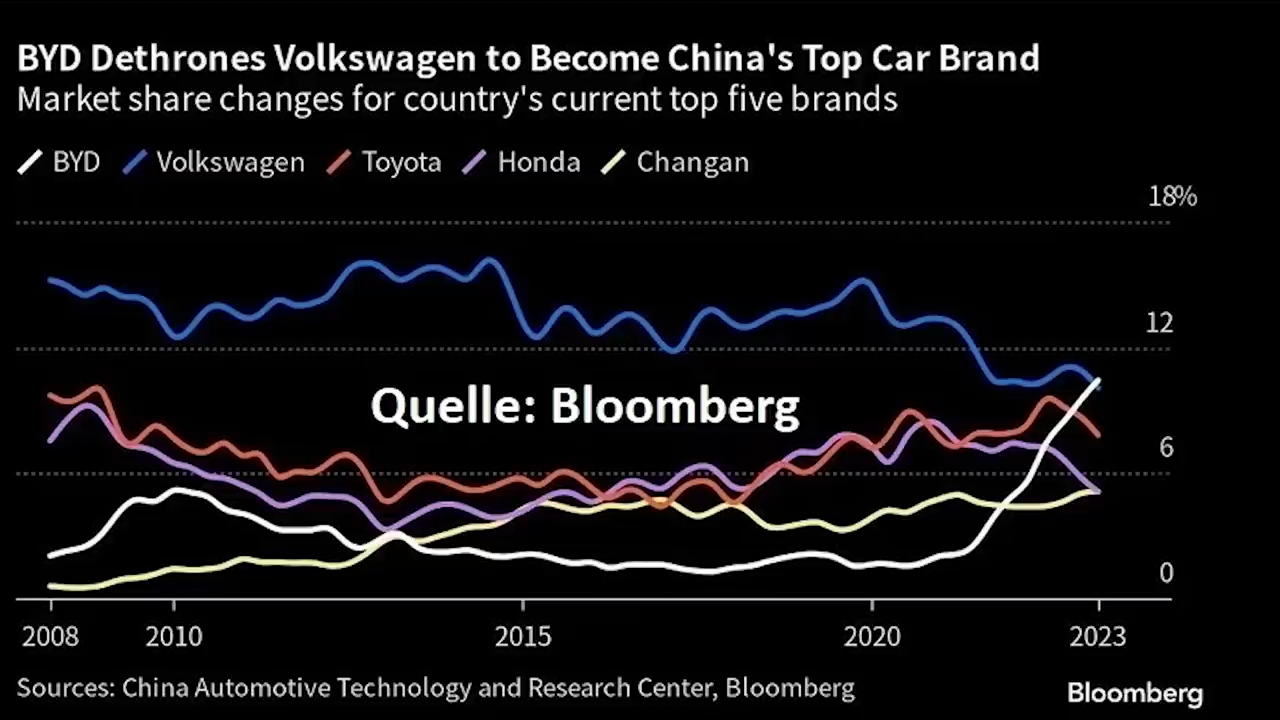 BYD Dethrones Volkswagen to Become China's Top Car Brand
Market share changes for country's current top five brands
BYD Volkswagen Toyota Honda Changan
18%
12
Quelle: Bloomberg
6
0
2008 2010 2015 2020 2023
Sources: China Automotive Technology and Research Center, Bloomberg
Bloomberg